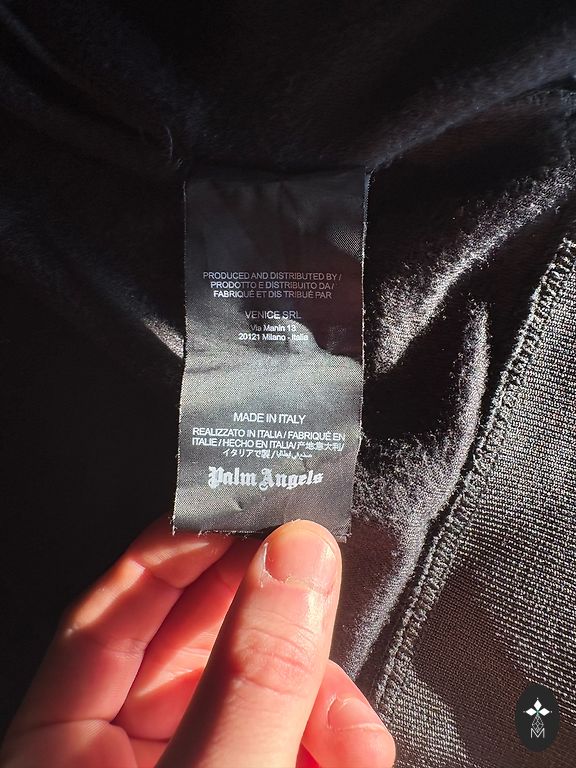 PRODUCED AND DISTRIBUTED BY/
PRODOTTO E DISTRIBUITO DA/
FABRIQUÉ ET DISTRIBUÉ PAR
VENICE SRL
Via Manin 13
20121 Milano - Italia
MADE IN ITALY
REALIZZATO IN ITALIA / FABRIQUÉ EN
ITALIE / HECHO EN ITALIA/产地意大利/
イタリアで製 /
Palm Angels
M